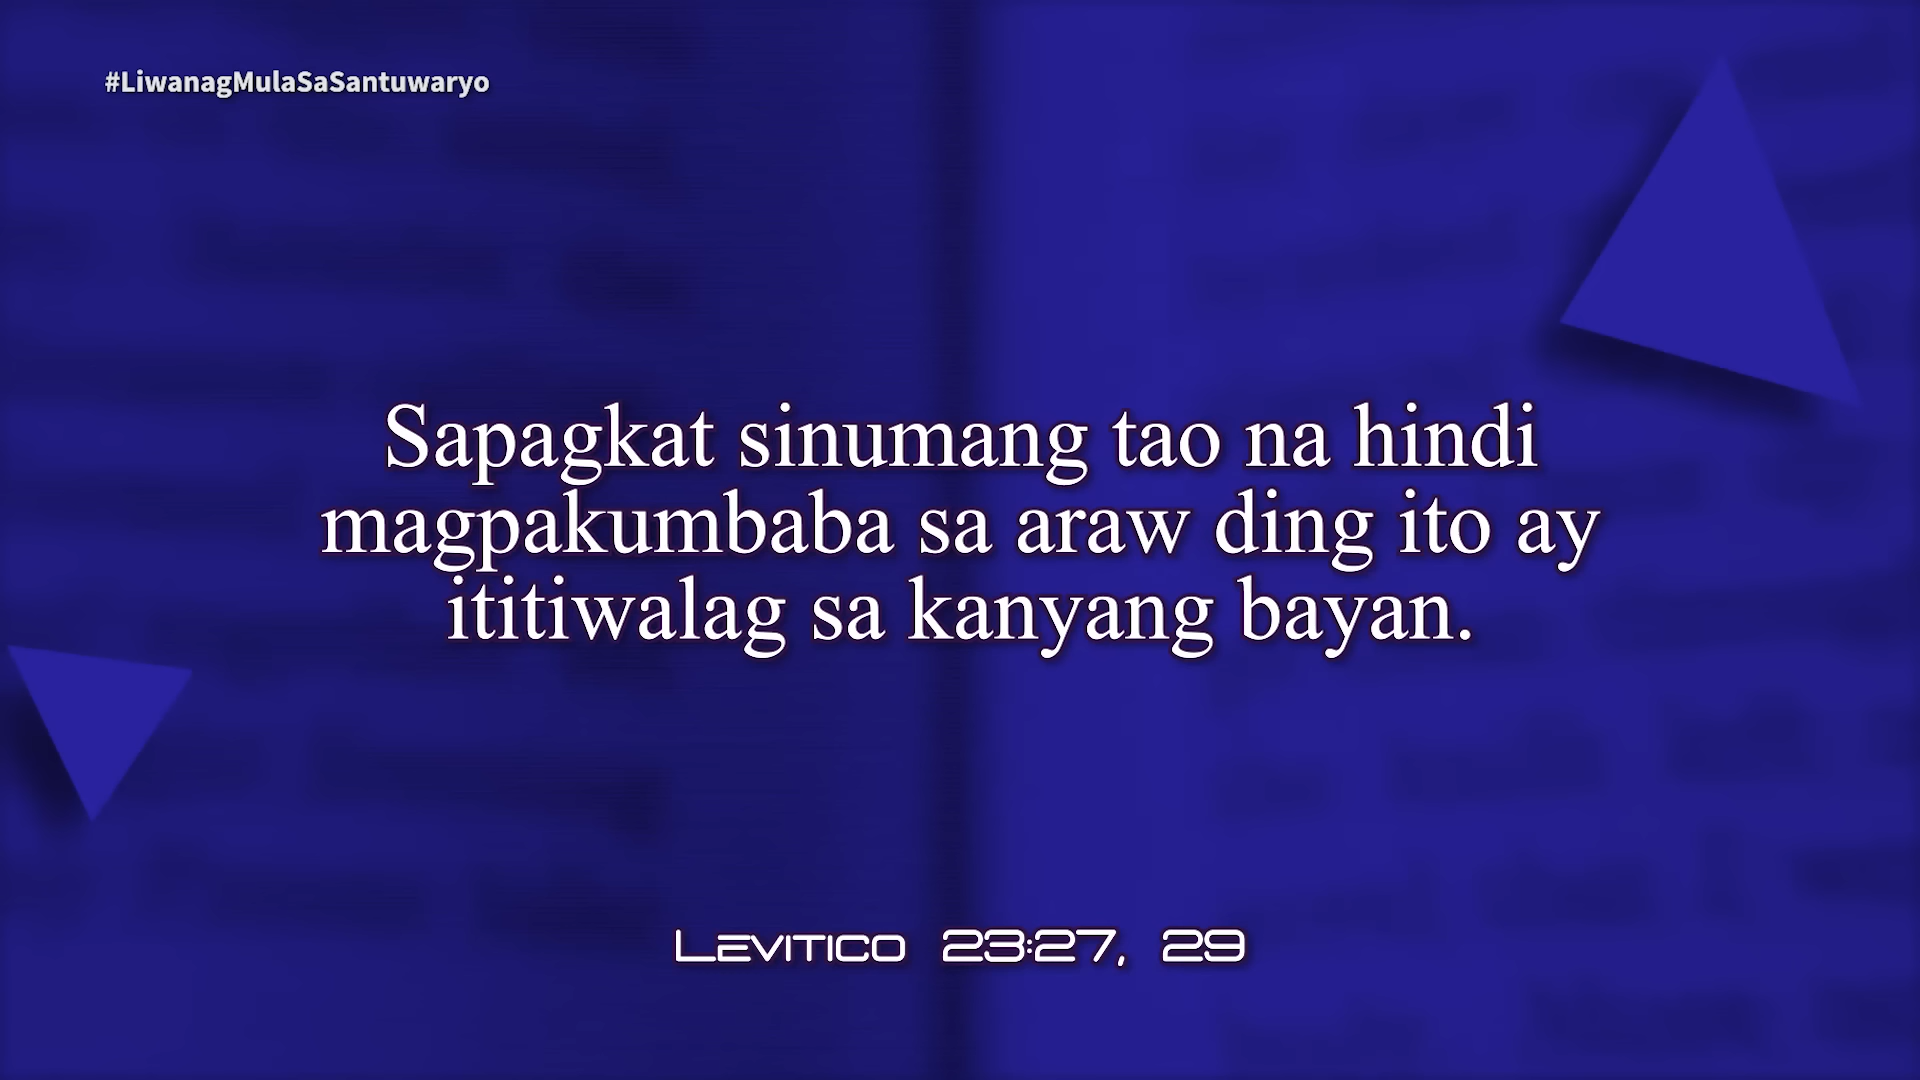 #LiwanagMulaSaSantuwaryo
Sapagkat sinumang tao na hindi
magpakumbaba sa araw ding ito ay
ititiwalag sa kanyang bayan.
Levitico 23:27, 29